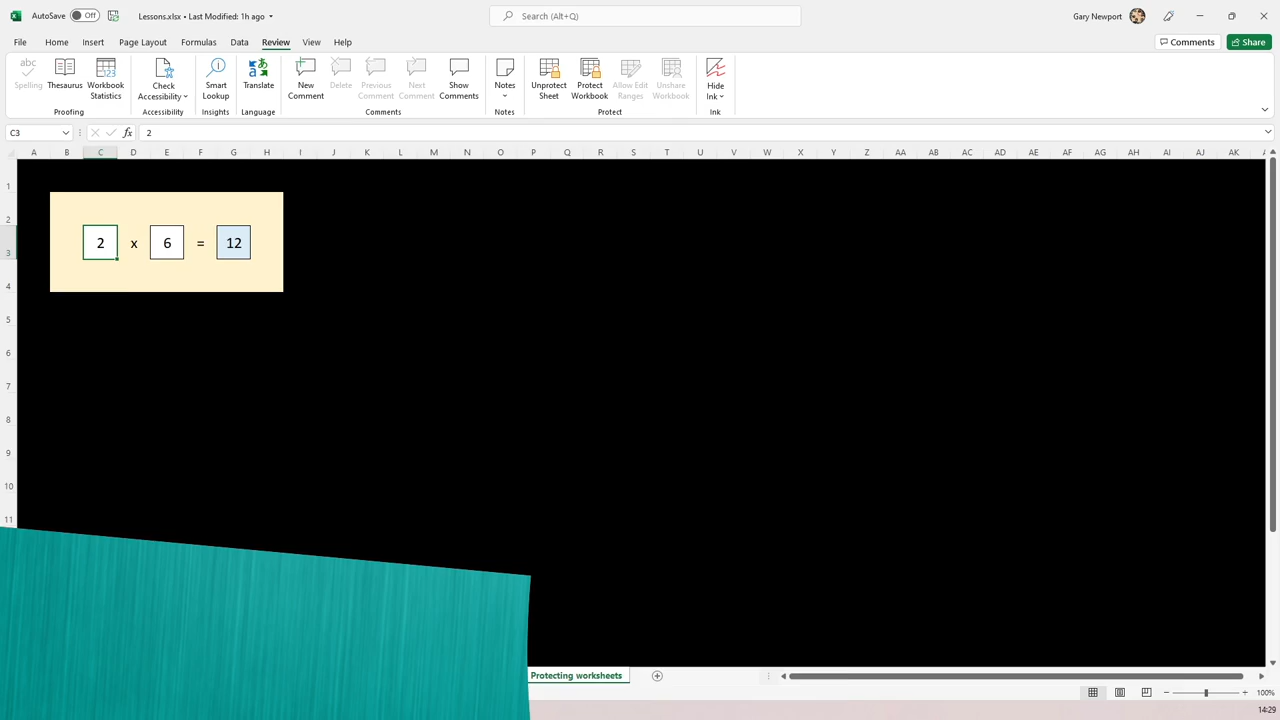 AutoSave Off Lessons.xlsx • Last Modified: 1h ago Search (Alt+Q) Gary Newport
File Home Insert Page Layout Formulas Data Review View Help Comments Share
abc 123
Spelling Thesaurus Workbook Statistics Check Accessibility Smart Lookup Translate New Comment Delete Previous Comment Next Comment Show Comments Notes Unprotect Sheet Protect Workbook Allow Edit Ranges Unshare Workbook Hide Ink
Proofing Accessibility Insights Language Comments Notes Protect Ink
C3 fx 2
A B C D E F G H I J K L M N O P Q R S T U V W X Y Z AA AB AC AD AE AF AG AH AI AJ AK
1
2
2 x 6 = 12
3
4
5
6
7
8
9
10
11
Protecting worksheets
100%
14:29